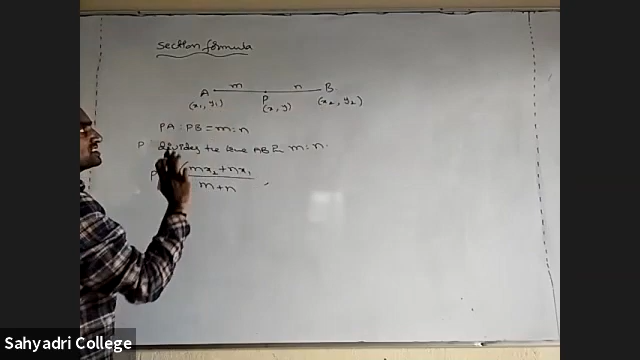 Section formula
A m P n B
(x₁, y₁) (x, y) (x₂, y₂)
PA : PB = m : n
P divides the line AB in m : n.
P mx₂ + nx₁
m + n ,
Sahyadri College